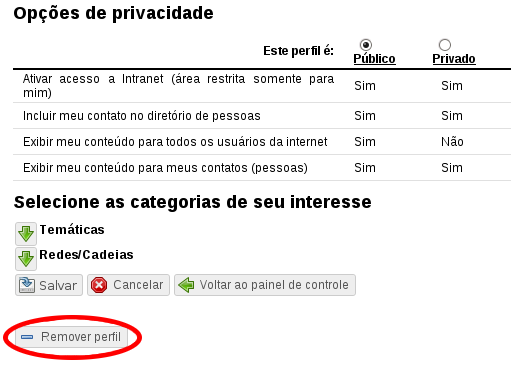 Opções de privacidade
Este perfil é: Público Privado
Ativar acesso a Intranet (área restrita somente para mim) Sim Sim
Incluir meu contato no diretório de pessoas Sim Sim
Exibir meu conteúdo para todos os usuários da internet Sim Não
Exibir meu conteúdo para meus contatos (pessoas) Sim Sim
Selecione as categorias de seu interesse
Temáticas
Redes/Cadeias
Salvar Cancelar Voltar ao painel de controle
Remover perfil